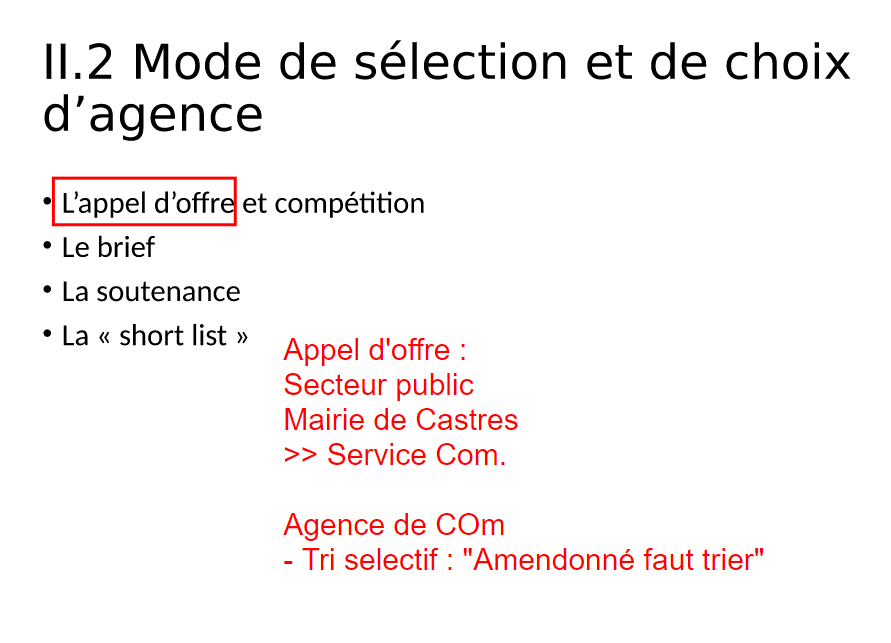 II.2 Mode de sélection et de choix
d’agence
• L’appel d’offre et compétition
• Le brief
• La soutenance
• La « short list »
Appel d'offre :
Secteur public
Mairie de Castres
>> Service Com.
Agence de COm
- Tri selectif : "Amendonné faut trier"